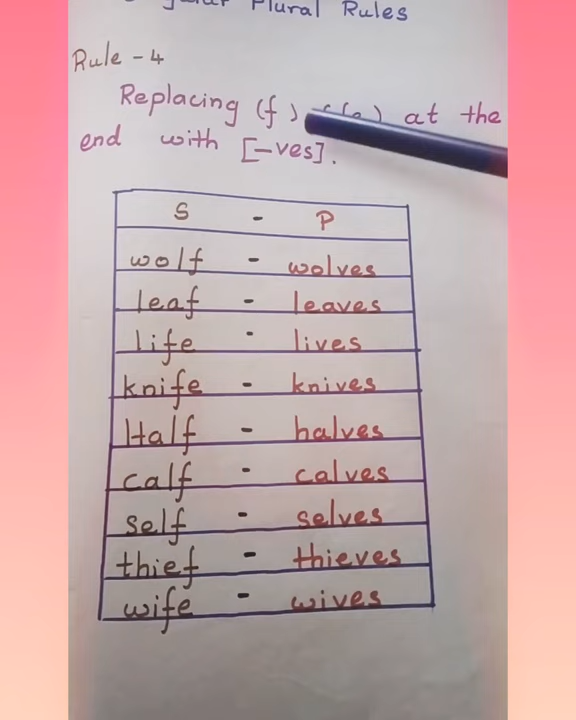 Plural Rules
Rule - 4
Replacing (f) at the
end with [-ves].
S - P
wolf - wolves
leaf - leaves
life - lives
knife - knives
Half - halves
calf - calves
self - selves
thief - thieves
wife - wives